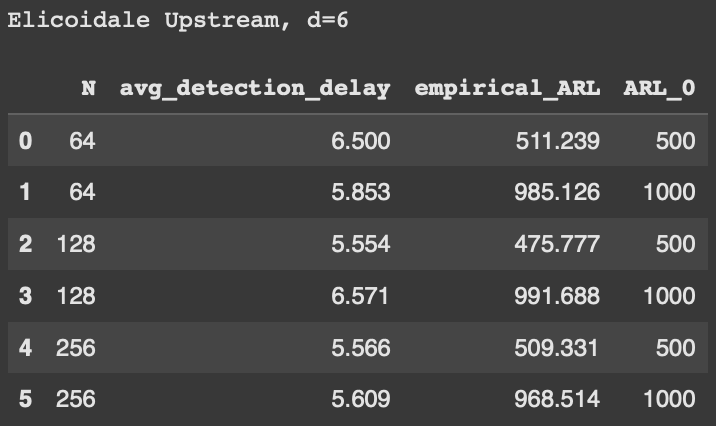 Elicoidale Upstream, d=6
N avg_detection_delay empirical_ARL ARL_0
0 64 6.500 511.239 500
1 64 5.853 985.126 1000
2 128 5.554 475.777 500
3 128 6.571 991.688 1000
4 256 5.566 509.331 500
5 256 5.609 968.514 1000